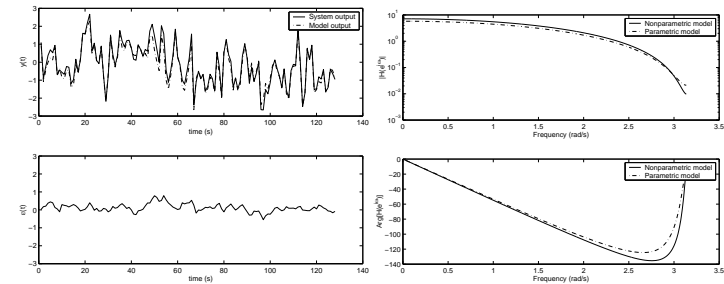 3
2
1
0
−1
−2
−3
0 20 40 60 80 100 120 140
time (s)
y(t)
System output
Model output
10^1
10^0
10^−1
10^−2
10^−3
0 0.5 1 1.5 2 2.5 3 3.5
Frequency (rad/s)
Nonparametric model
Parametric model
3
2
1
0
−1
−2
−3
0 20 40 60 80 100 120 140
time (s)
ε(t)
0
−20
−40
−60
−80
−100
−120
−140
0 0.5 1 1.5 2 2.5 3 3.5
Frequency (rad/s)
Nonparametric model
Parametric model